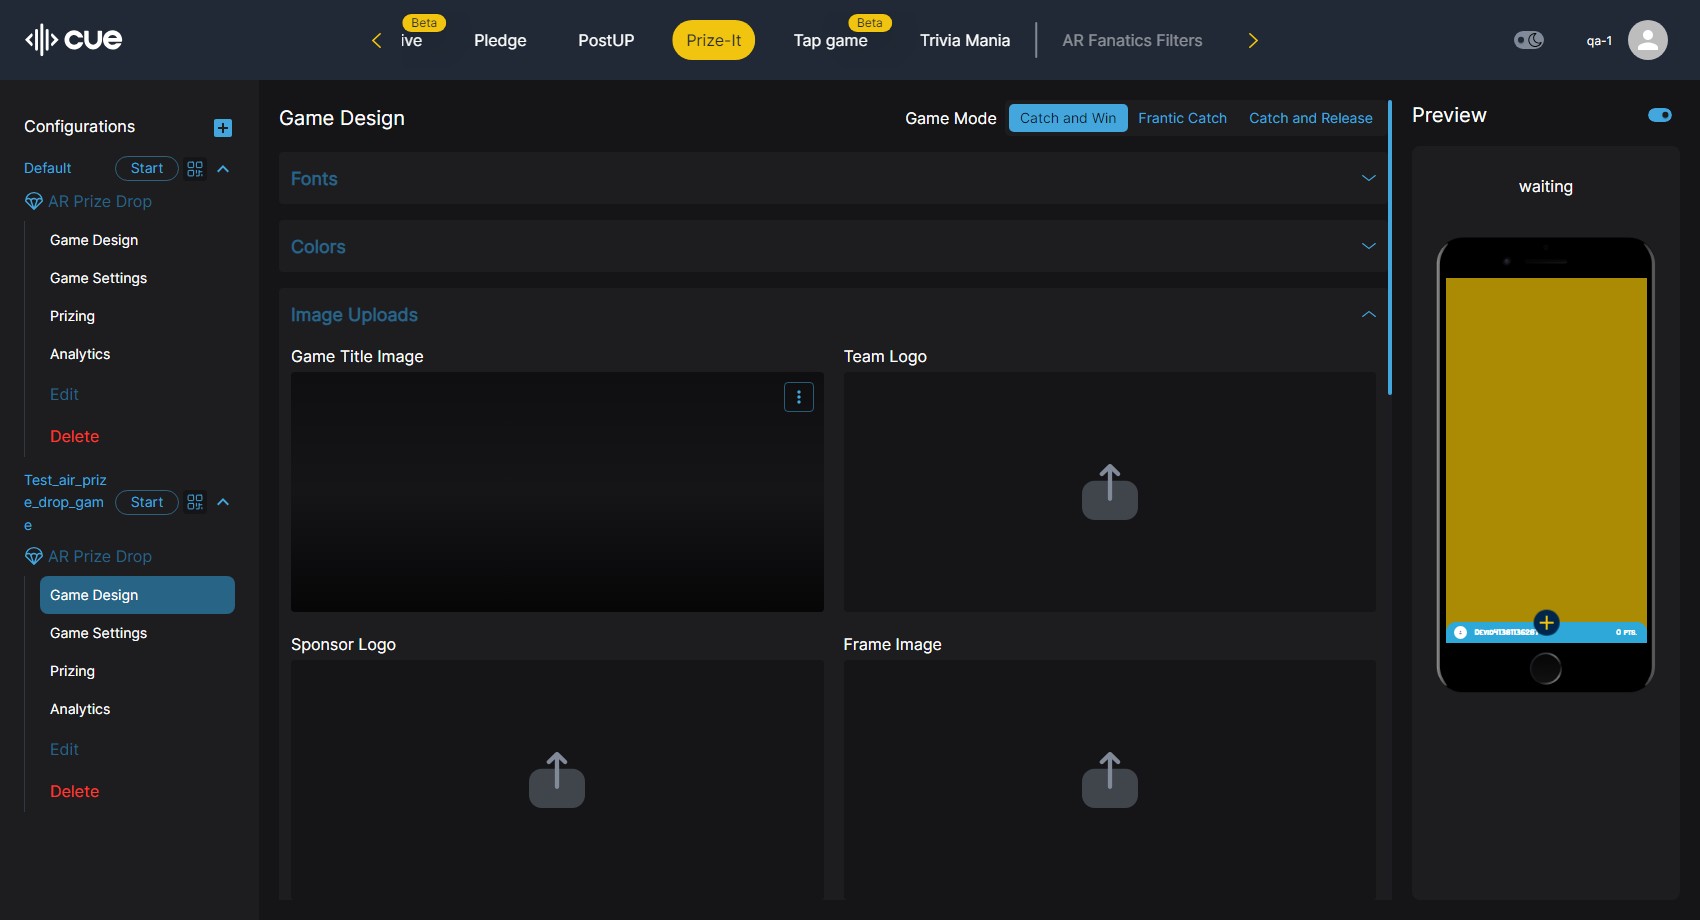 cue
Beta
ive
Pledge
PostUP
Prize-It
Beta
Tap game
Trivia Mania
AR Fanatics Filters
qa-1
Configurations
Default
Start
AR Prize Drop
Game Design
Game Settings
Prizing
Analytics
Edit
Delete
Test_air_priz
e_drop_gam
e
Start
AR Prize Drop
Game Design
Game Settings
Prizing
Analytics
Edit
Delete
Game Design
Game Mode
Catch and Win
Frantic Catch
Catch and Release
Fonts
Colors
Image Uploads
Game Title Image
Team Logo
Sponsor Logo
Frame Image
Preview
waiting
0 PTS.